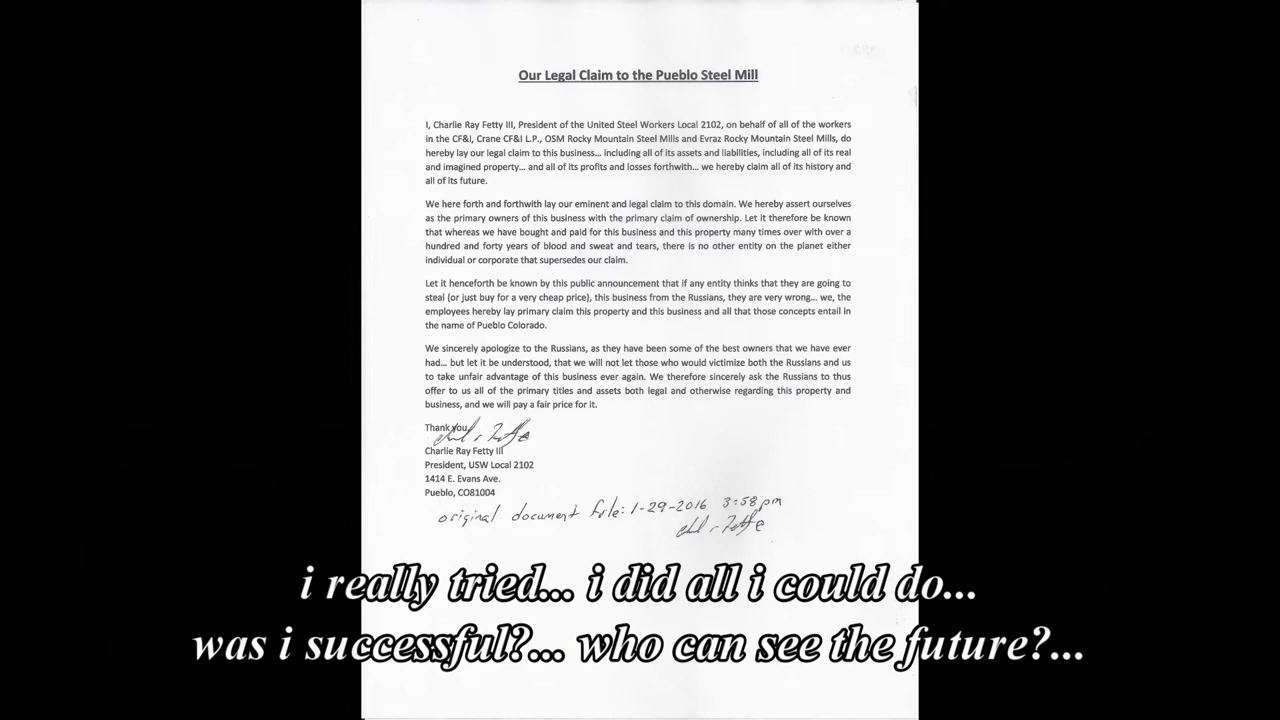 Our Legal Claim to the Pueblo Steel Mill
I, Charlie Ray Fetty III, President of the United Steel Workers Local 2102, on behalf of all of the workers
in the CF&I, Crane CF&I L.P., OSM Rocky Mountain Steel Mills and Evraz Rocky Mountain Steel Mills, do
hereby lay our legal claim to this business... including all of its assets and liabilities, including all of its real
and imagined property... and all of its profits and losses forthwith... we hereby claim all of its history and
all of its future.
We here forth and forthwith lay our eminent and legal claim to this domain. We hereby assert ourselves
as the primary owners of this business with the primary claim of ownership. Let it therefore be known
that whereas we have bought and paid for this business and this property many times over with over a
hundred and forty years of blood and sweat and tears, there is no other entity on the planet either
individual or corporate that supersedes our claim.
Let it henceforth be known by this public announcement that if any entity thinks that they are going to
steal (or just buy for a very cheap price), this business from the Russians, they are very wrong... we, the
employees hereby lay primary claim this property and this business and all that those concepts entail in
the name of Pueblo Colorado.
We sincerely apologize to the Russians, as they have been some of the best owners that we have ever
had... but let it be understood, that we will not let those who would victimize both the Russians and us
to take unfair advantage of this business ever again. We therefore sincerely ask the Russians to thus
offer to us all of the primary titles and assets both legal and otherwise regarding this property and
business, and we will pay a fair price for it.
Thank you,
Charlie Ray Fetty III
President, USW Local 2102
1414 E. Evans Ave.
Pueblo, CO81004
original document file: 1-29-2016 3:58pm
i really tried... i did all i could do...
was i successful?... who can see the future?...